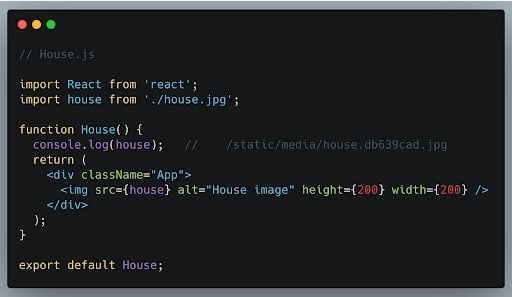 // House.js
import React from 'react';
import house from './house.jpg';
function House() {
console.log(house);   //    /static/media/house.db639cad.jpg
return (
<div className="App">
<img src={house} alt="House image" height={200} width={200} />
</div>
);
}
export default House;